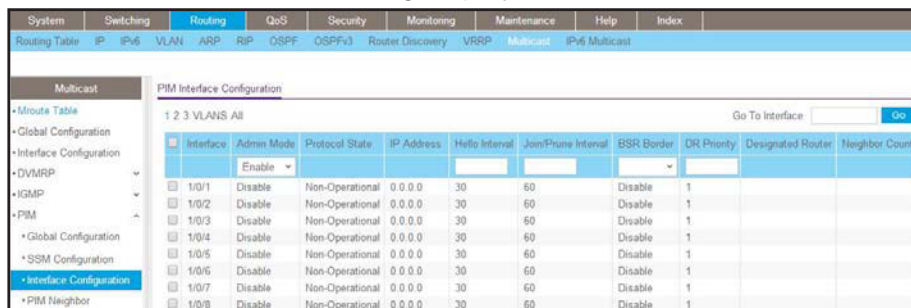 System Switching Routing QoS Security Monitoring Maintenance Help Index
Routing Table IP IPv6 VLAN ARP RIP OSPF OSPFv3 Router Discovery VRRP Multicast IPv6 Multicast
Multicast
• Mroute Table
• Global Configuration
• Interface Configuration
• DVMRP
• IGMP
• PIM
• Global Configuration
• SSM Configuration
• Interface Configuration
• PIM Neighbor
PIM Interface Configuration
1 2 3 VLANS All Go To Interface Go
Interface Admin Mode Protocol State IP Address Hello Interval Join/Prune Interval BSR Border DR Priority Designated Router Neighbor Count
Enable
1/0/1 Disable Non-Operational 0.0.0.0 30 60 Disable 1
1/0/2 Disable Non-Operational 0.0.0.0 30 60 Disable 1
1/0/3 Disable Non-Operational 0.0.0.0 30 60 Disable 1
1/0/4 Disable Non-Operational 0.0.0.0 30 60 Disable 1
1/0/5 Disable Non-Operational 0.0.0.0 30 60 Disable 1
1/0/6 Disable Non-Operational 0.0.0.0 30 60 Disable 1
1/0/7 Disable Non-Operational 0.0.0.0 30 60 Disable 1
1/0/8 Disable Non-Operational 0.0.0.0 30 60 Disable 1